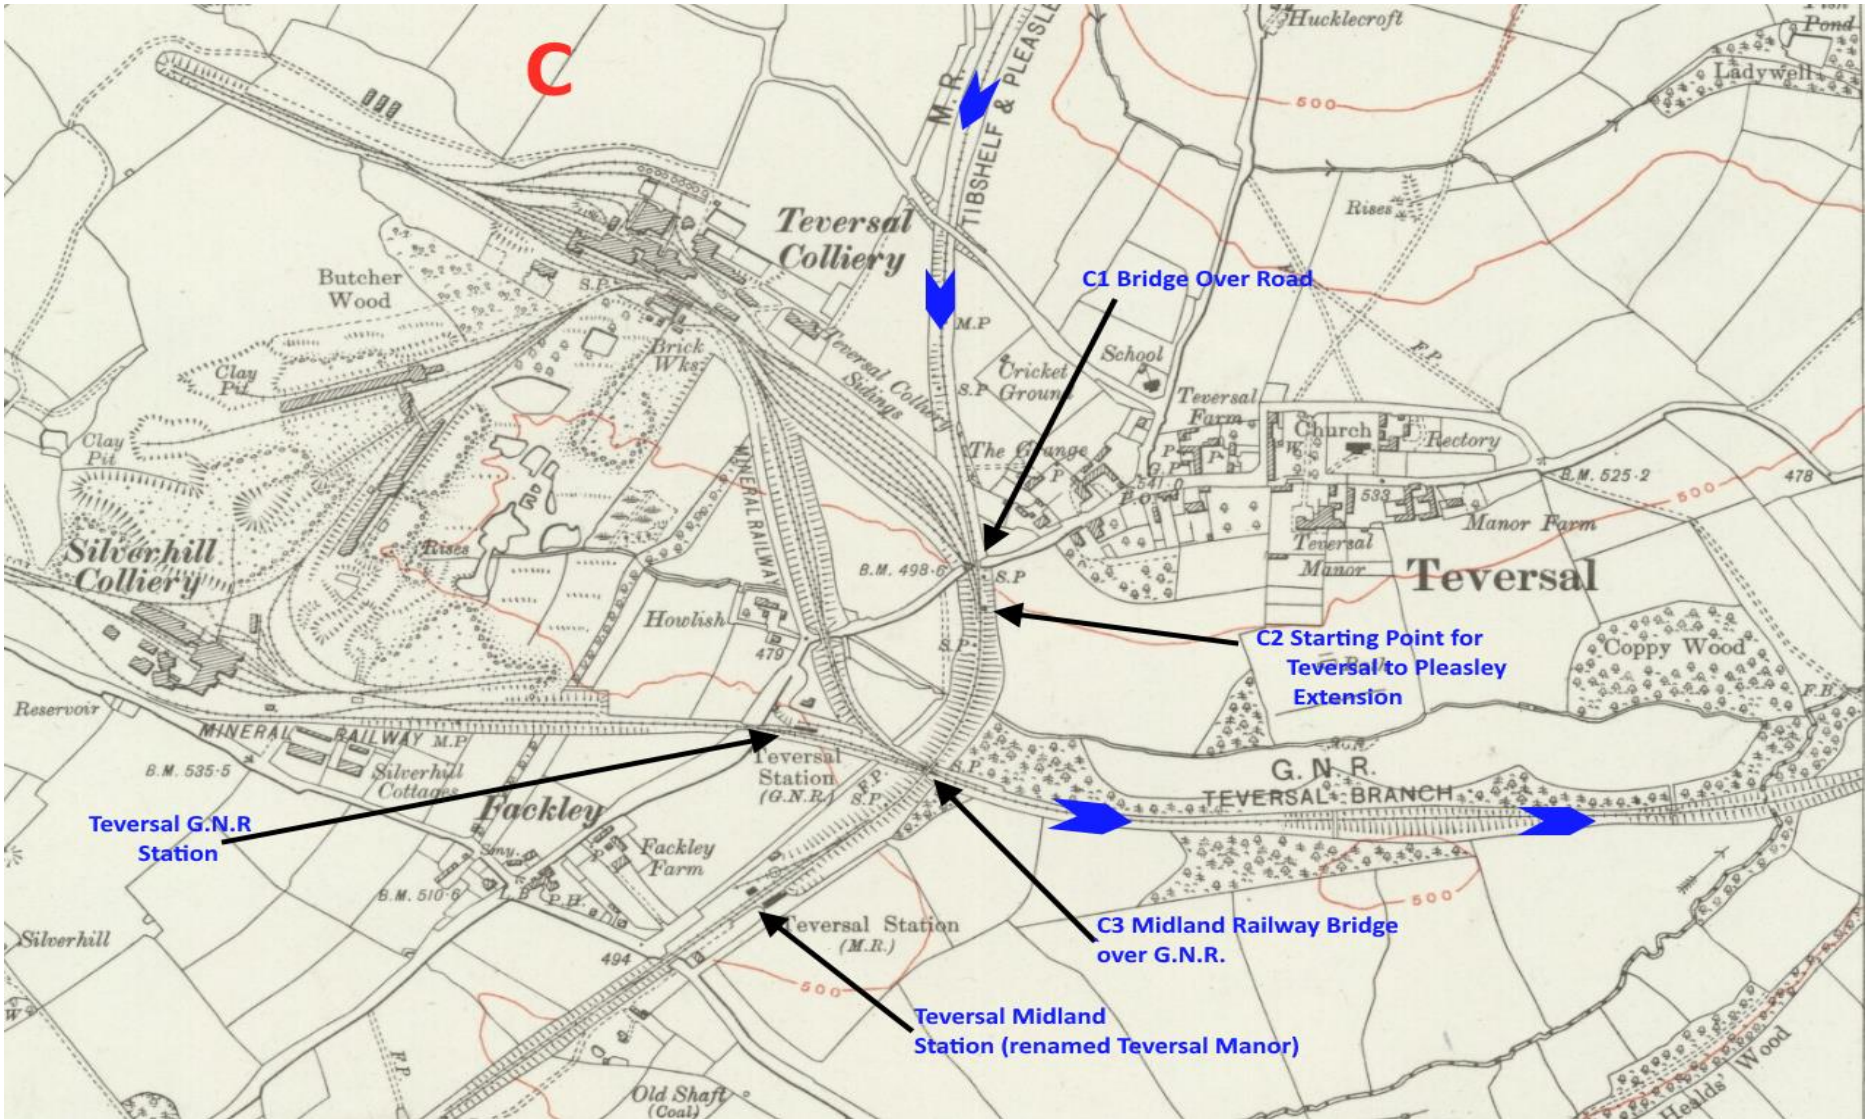 Hucklecroft
Pond
C
M. R.
TIBSHELF & PLEASLE
Ladywell
500
Rises
Teversal
Colliery
Butcher
Wood
S.P.
C1 Bridge Over Road
M.P
Brick
Wks
Teversal Colliery
Sidings
School
F.P.
Clay
Pit
S.P
Cricket
Ground
Teversal
Farm
Church
Rectory
W
Clay
Pit
The Grange
P
P
P
G.P
541.0
P.O.
B.M. 525.2
478
500
533
Manor Farm
MINERAL RAILWAY
Silverhill
Colliery
Rises
Teversal
Manor
Teversal
B.M. 498.6
S.P
Howlish
479
S.P.
C2 Starting Point for
Teversal to Pleasley
Extension
Coppy Wood
F.B.
Reservoir
MINERAL RAILWAY M.P
Teversal
Station
(G.N.R.)
S.P
F.P.
S.P.
G. N. R.
TEVERSAL BRANCH
B.M. 535.5
Silverhill
Cottages
Fackley
Teversal G.N.R
Station
Smy.
Fackley
Farm
B.M. 510.6
L.B
P.H.
500
Silverhill
Teversal Station
(M.R.)
C3 Midland Railway Bridge
over G.N.R.
494
500
W
Teversal Midland
Station (renamed Teversal Manor)
F.P.
Old Shaft
(Coal)
Healds' Wood